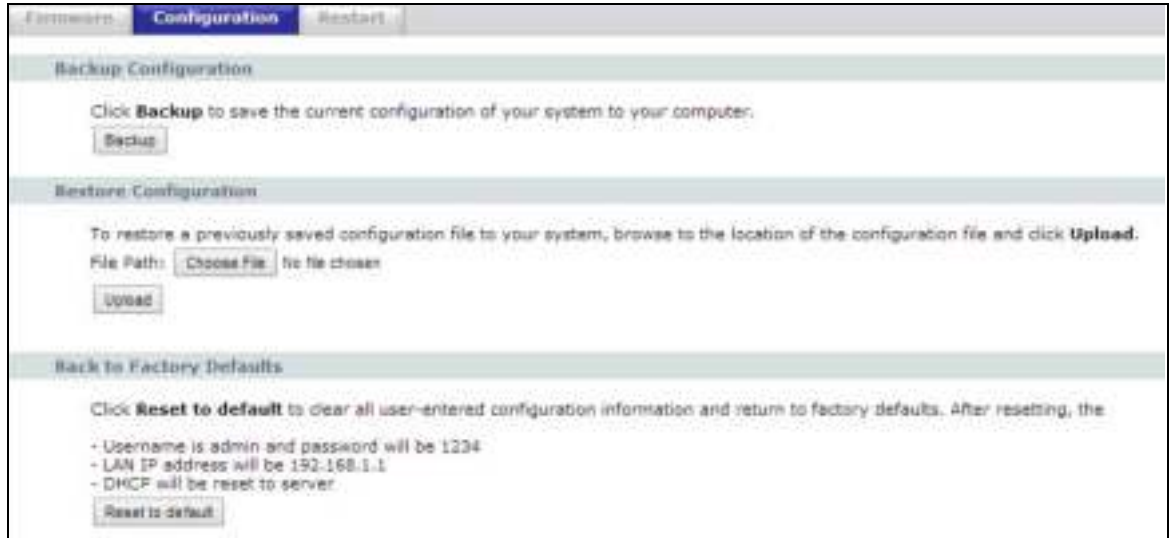 Firmware Configuration Restart
Backup Configuration
Click Backup to save the current configuration of your system to your computer.
Backup
Restore Configuration
To restore a previously saved configuration file to your system, browse to the location of the configuration file and click Upload.
File Path: Choose File No file chosen
Upload
Back to Factory Defaults
Click Reset to default to clear all user-entered configuration information and return to factory defaults. After resetting, the
- Username is admin and password will be 1234
- LAN IP address will be 192.168.1.1
- DHCP will be reset to server
Reset to default